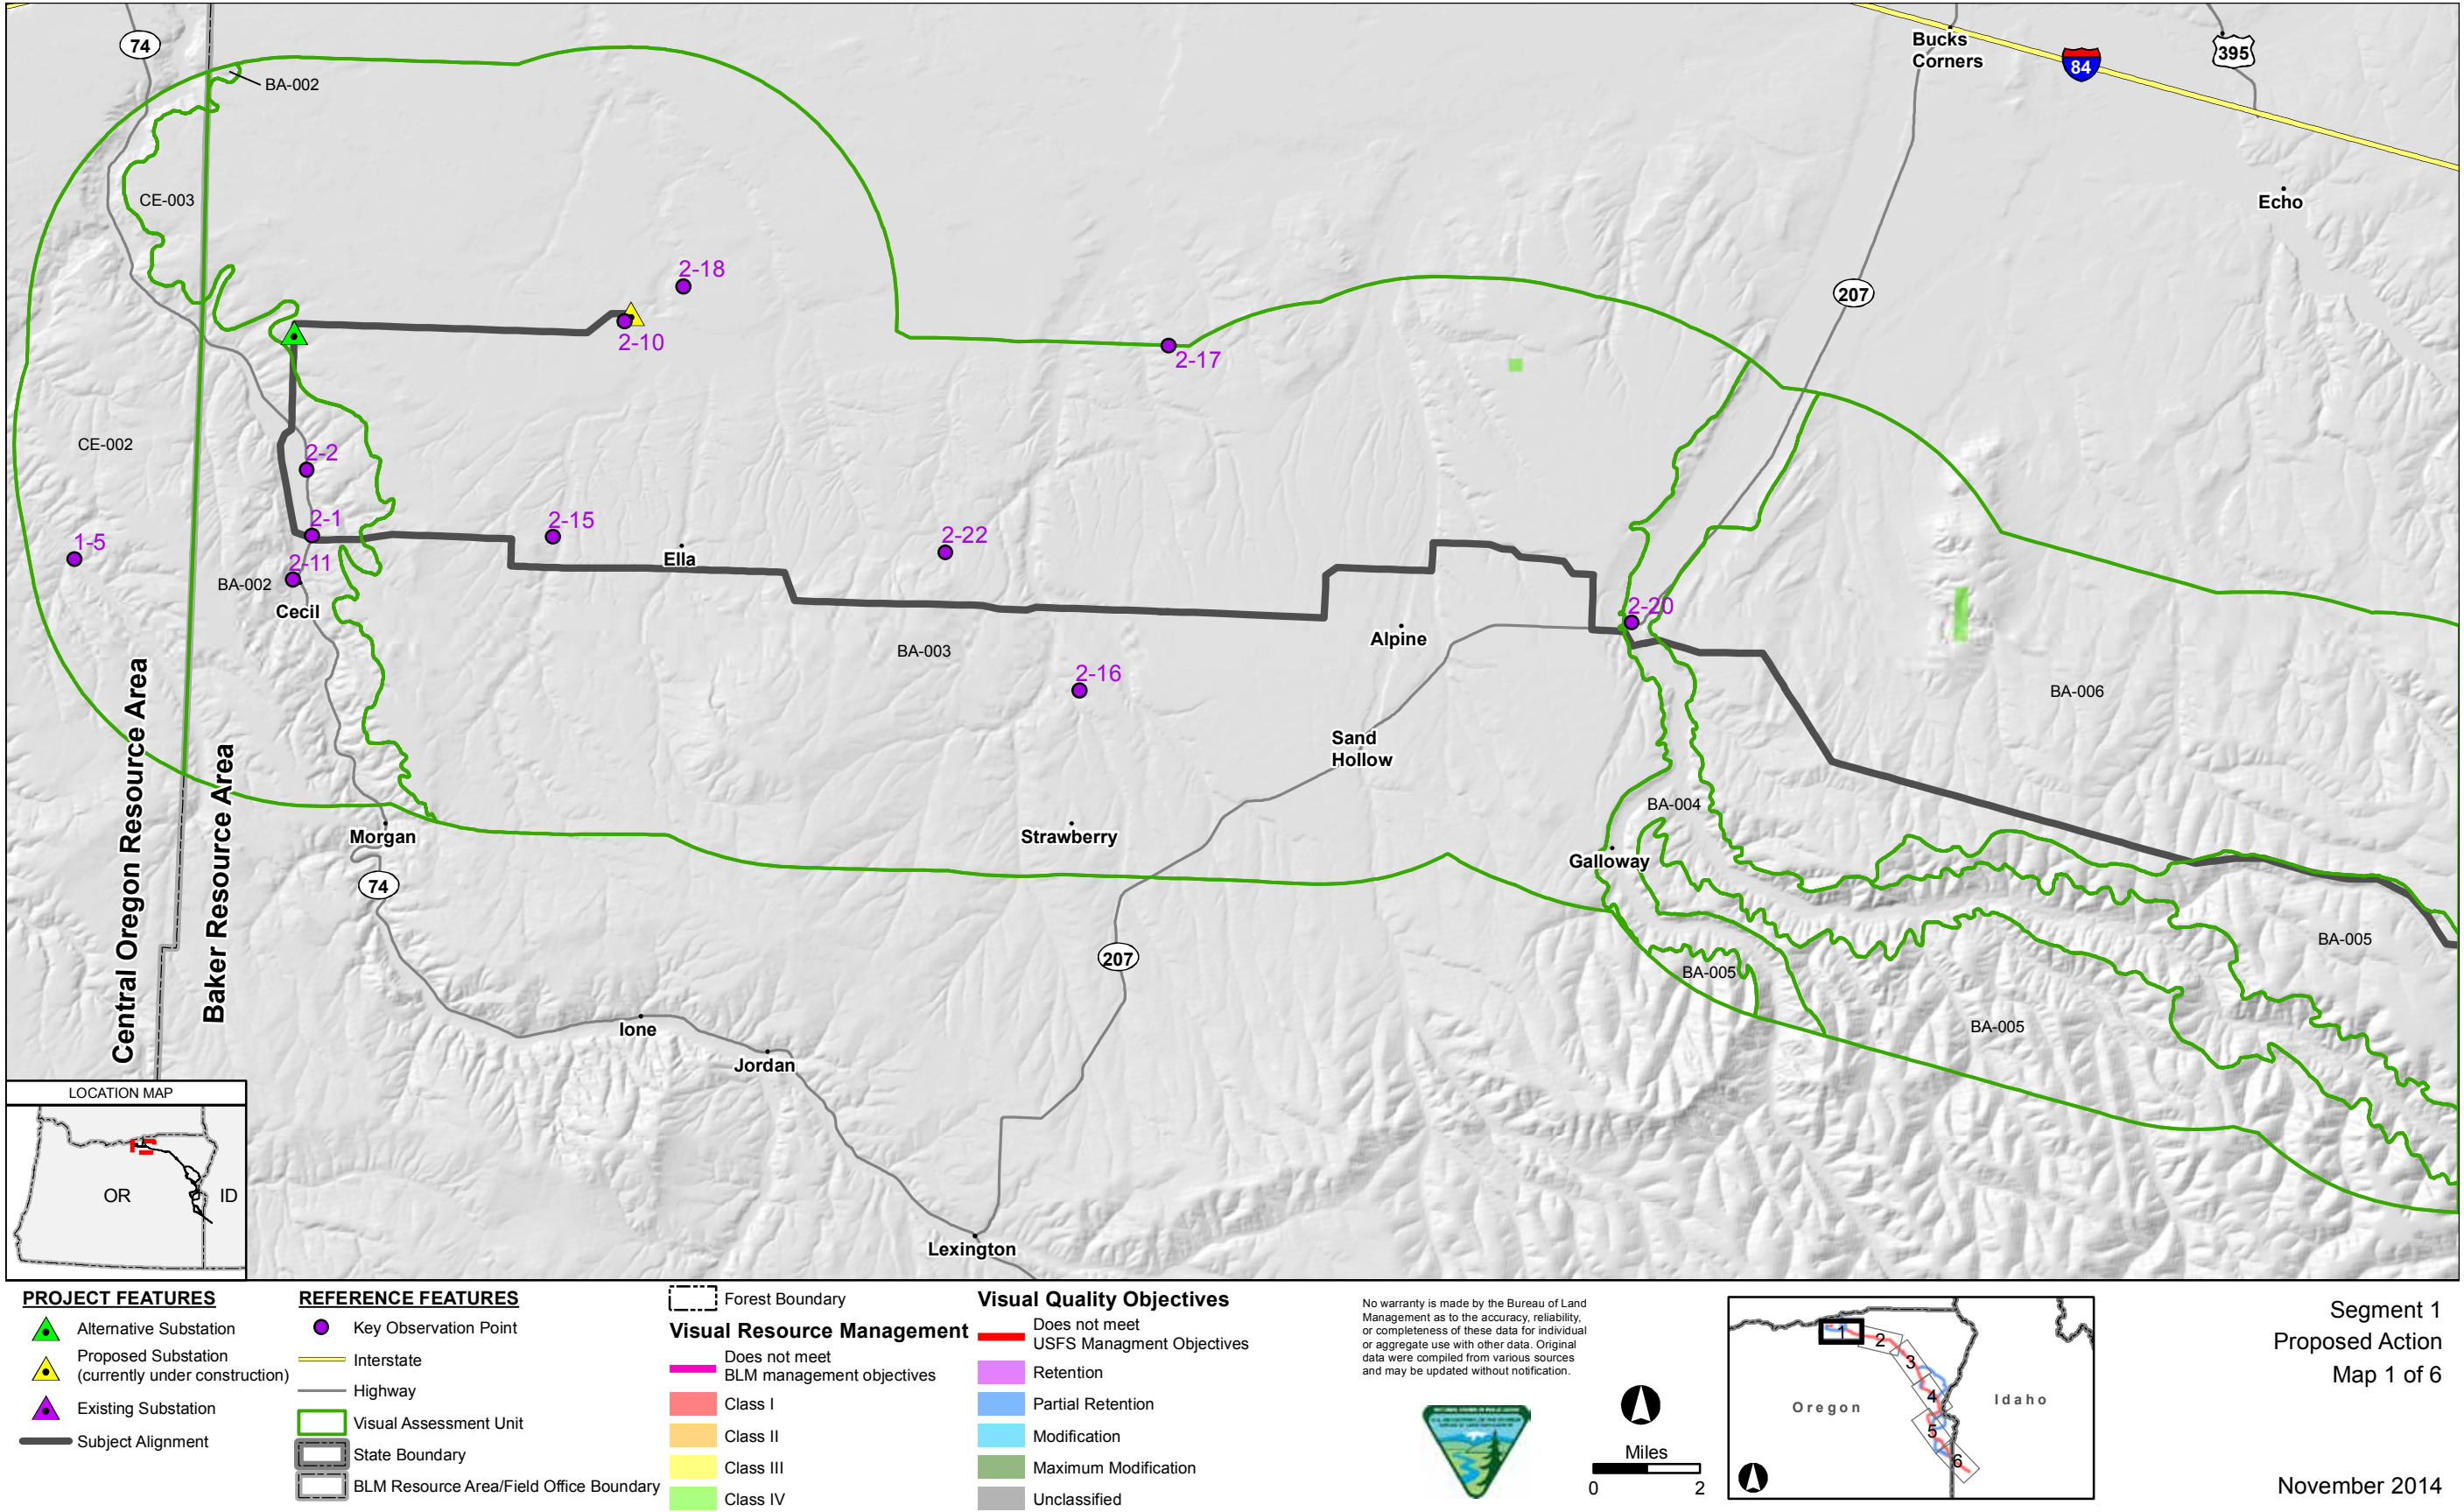 74
BA-002
Bucks
Corners
84
395
CE-003
Echo
2-18
207
2-10
2-17
CE-002
2-2
2-1
2-15
2-22
1-5
Ella
2-11
BA-002
Cecil
2-20
Alpine
BA-003
2-16
BA-006
Central Oregon Resource Area
Baker Resource Area
Sand
Hollow
BA-004
Morgan
Strawberry
Galloway
74
207
BA-005
BA-005
BA-005
Ione
Jordan
Lexington
LOCATION MAP
OR
ID
PROJECT FEATURES
Alternative Substation
Proposed Substation
(currently under construction)
Existing Substation
Subject Alignment
REFERENCE FEATURES
Key Observation Point
Interstate
Highway
Visual Assessment Unit
State Boundary
BLM Resource Area/Field Office Boundary
Forest Boundary
Visual Resource Management
Does not meet
BLM management objectives
Class I
Class II
Class III
Class IV
Visual Quality Objectives
Does not meet
USFS Managment Objectives
Retention
Partial Retention
Modification
Maximum Modification
Unclassified
No warranty is made by the Bureau of Land
Management as to the accuracy, reliability,
or completeness of these data for individual
or aggregate use with other data. Original
data were compiled from various sources
and may be updated without notification.
Miles
0 2
1
2
3
4
5
6
Oregon
Idaho
Segment 1
Proposed Action
Map 1 of 6
November 2014